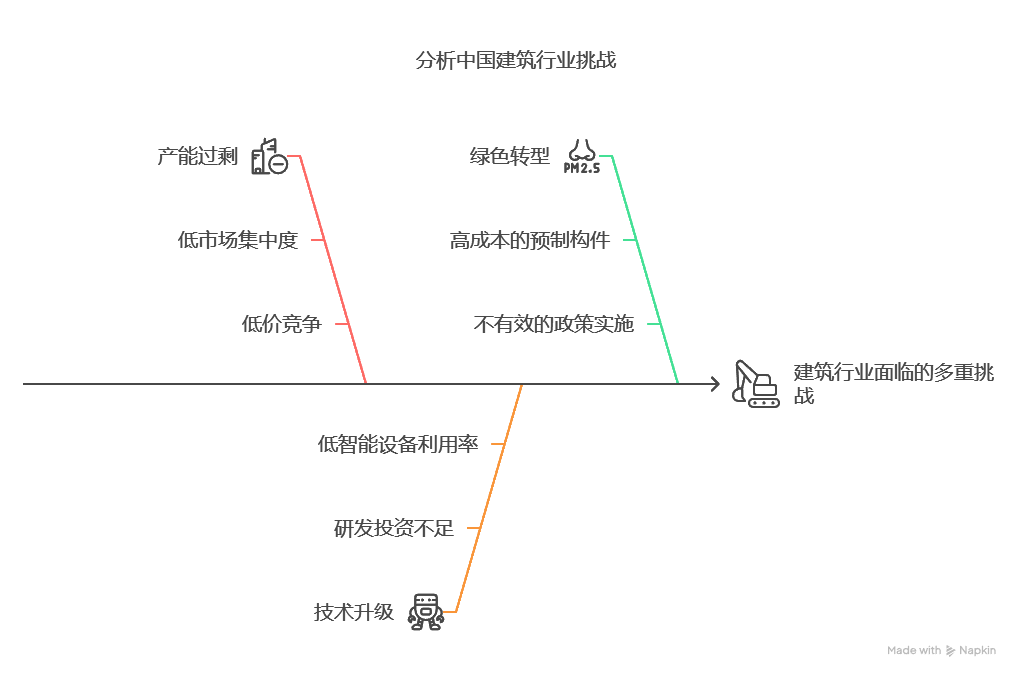 分析中国建筑行业挑战
产能过剩
绿色转型
PM2.5
低市场集中度
高成本的预制构件
低价竞争
不有效的政策实施
建筑行业面临的多重挑
战
低智能设备利用率
研发投资不足
技术升级
Made with Napkin